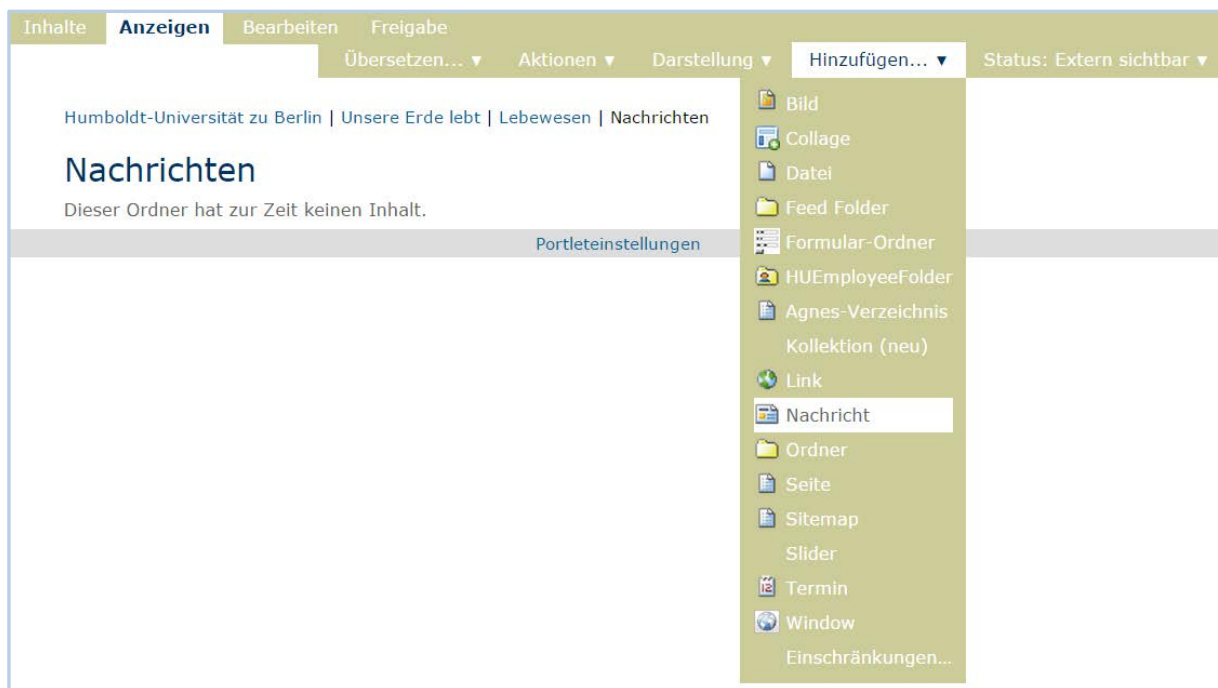 Inhalte Anzeigen Bearbeiten Freigabe
Übersetzen... ▼ Aktionen ▼ Darstellung ▼ Hinzufügen... ▼ Status: Extern sichtbar ▼
Humboldt-Universität zu Berlin | Unsere Erde lebt | Lebewesen | Nachrichten
Nachrichten
Dieser Ordner hat zur Zeit keinen Inhalt.
Portleteinstellungen
Bild
Collage
Datei
Feed Folder
Formular-Ordner
HUEmployeeFolder
Agnes-Verzeichnis
Kollektion (neu)
Link
Nachricht
Ordner
Seite
Sitemap
Slider
Termin
Window
Einschränkungen...